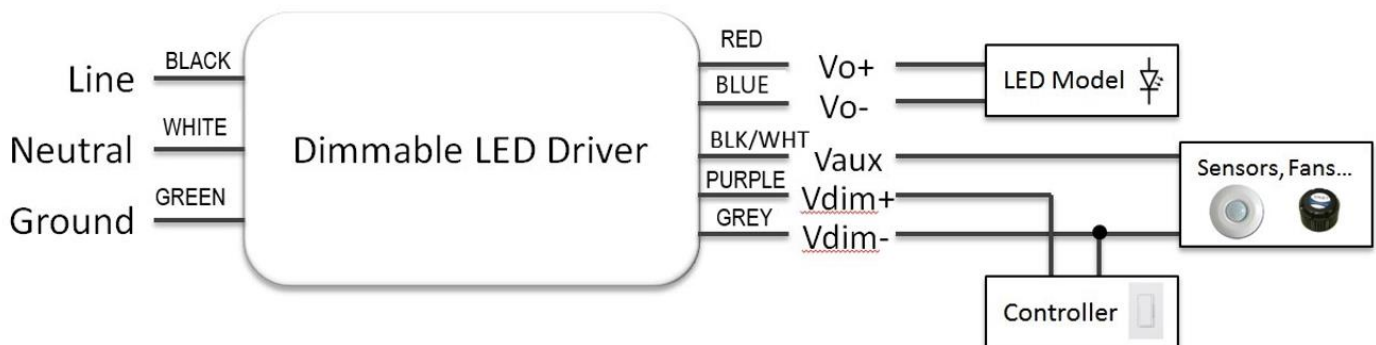 Line
BLACK
Neutral
WHITE
Ground
GREEN
Dimmable LED Driver
RED
Vo+
BLUE
Vo-
BLK/WHT
Vaux
PURPLE
Vdim+
GREY
Vdim-
LED Model
Sensors, Fans...
Controller